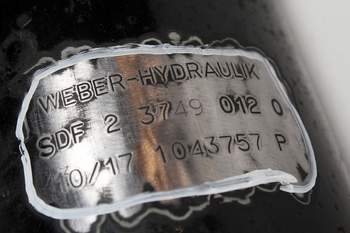 WEBER-HYDRAULIK
SDF 2 3749 012 0
10/17 1043757 P